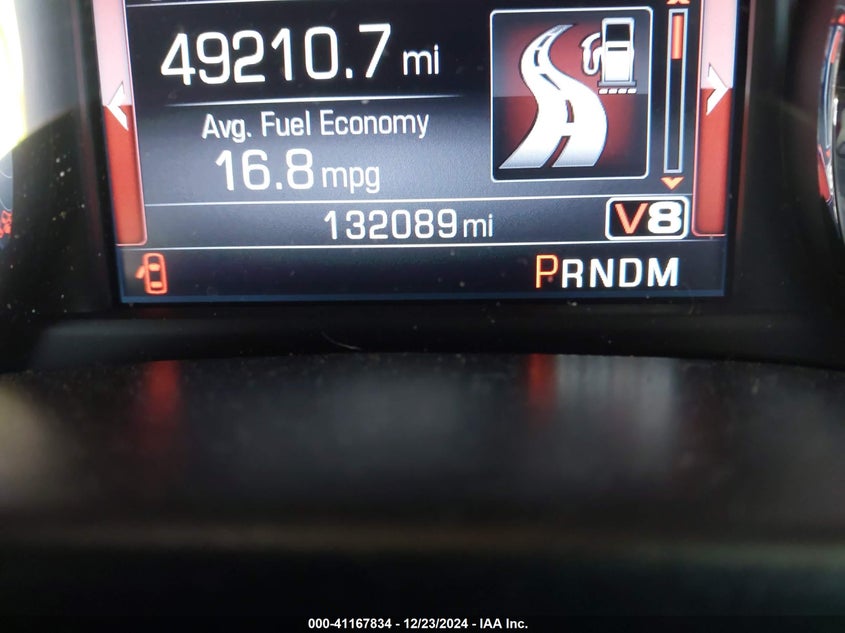 49210.7 mi
Avg. Fuel Economy
16.8 mpg
132089 mi
V8
PRNDM
000-41167834 - 12/23/2024 - IAA Inc.